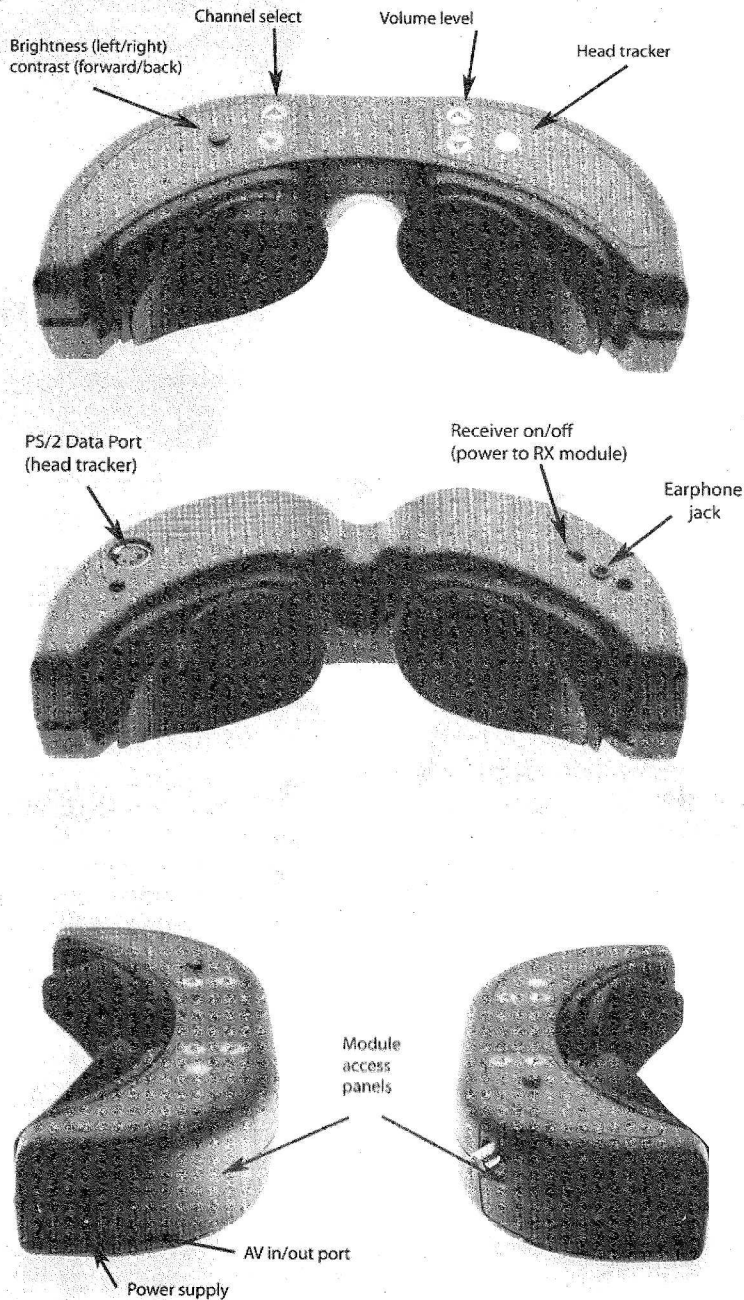 Channel select
Volume level
Brightness (left/right)
contrast (forward/back)
Head tracker
PS/2 Data Port
(head tracker)
Receiver on/off
(power to RX module)
Earphone
jack
Module
access
panels
AV in/out port
Power supply